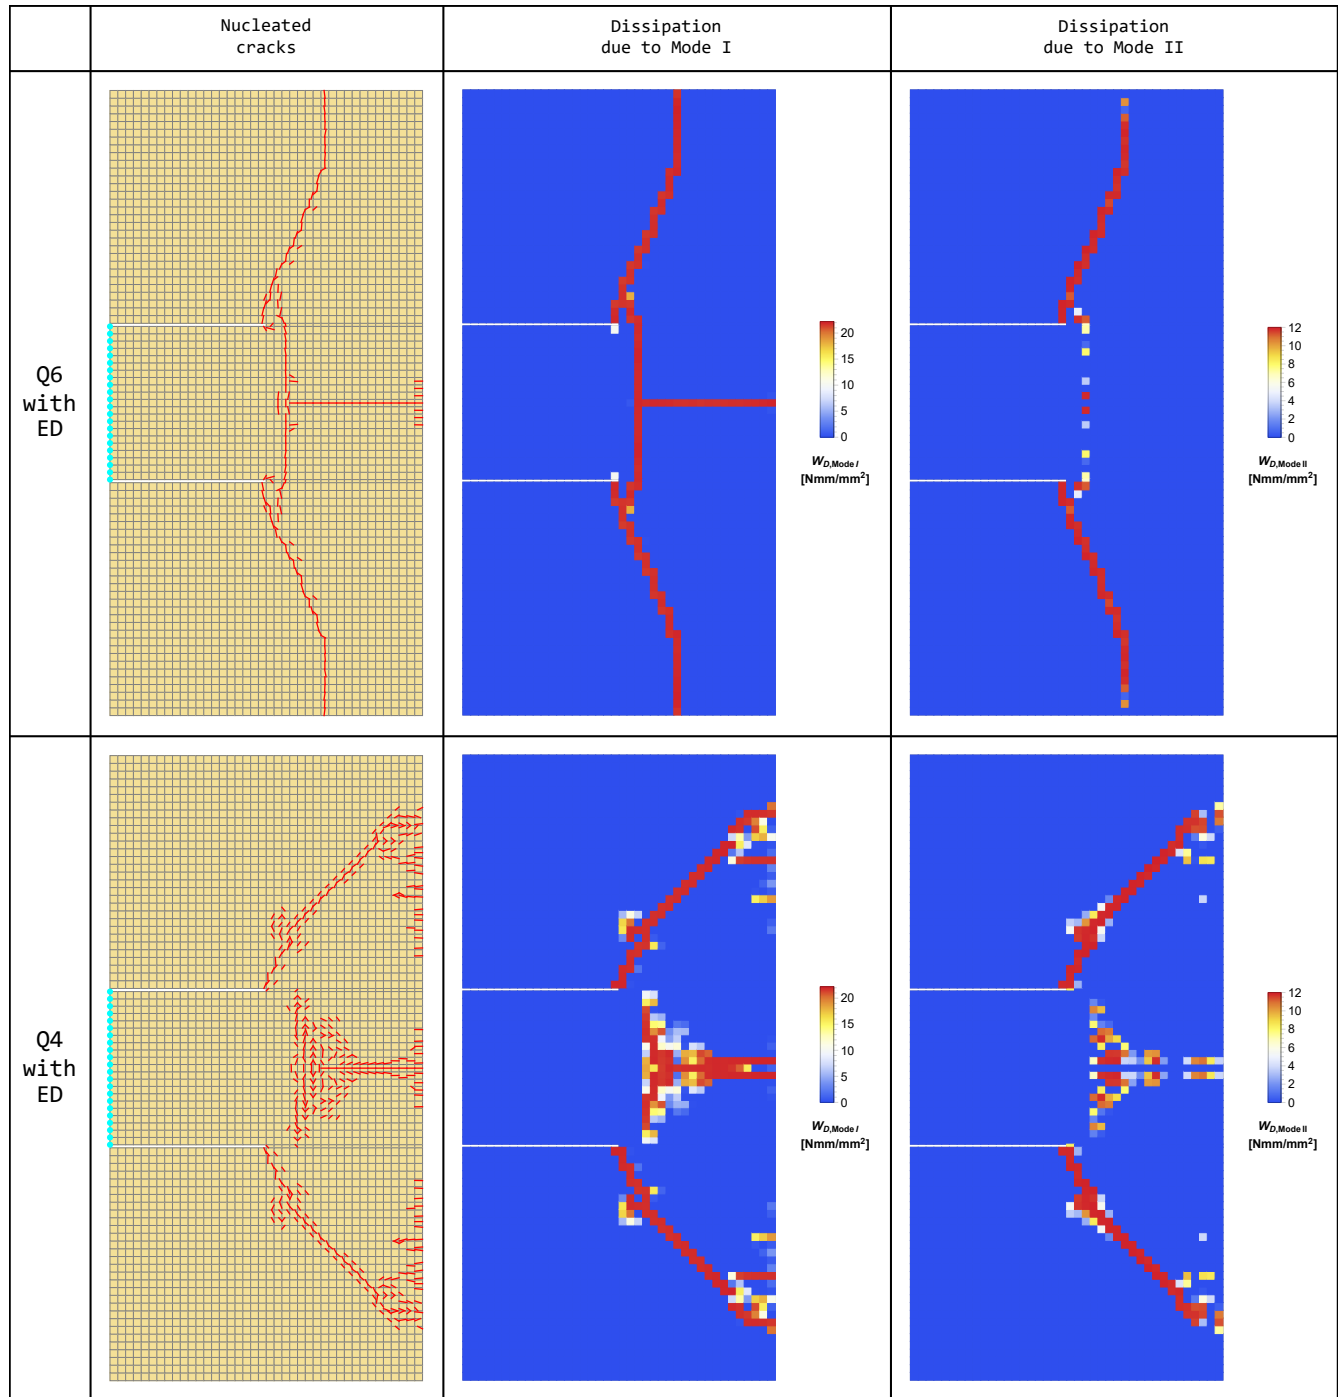 Nucleated
cracks
Dissipation
due to Mode I
Dissipation
due to Mode II
Q6
with
ED
20
15
10
5
0
W_D,Mode I
[Nmm/mm²]
12
10
8
6
4
2
0
W_D,Mode II
[Nmm/mm²]
Q4
with
ED
20
15
10
5
0
W_D,Mode I
[Nmm/mm²]
12
10
8
6
4
2
0
W_D,Mode II
[Nmm/mm²]